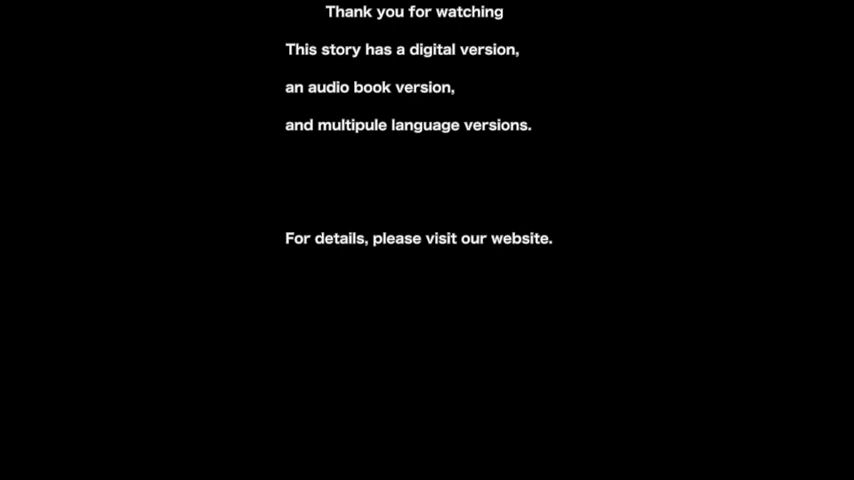 Thank you for watching
This story has a digital version,
an audio book version,
and multipule language versions.
For details, please visit our website.